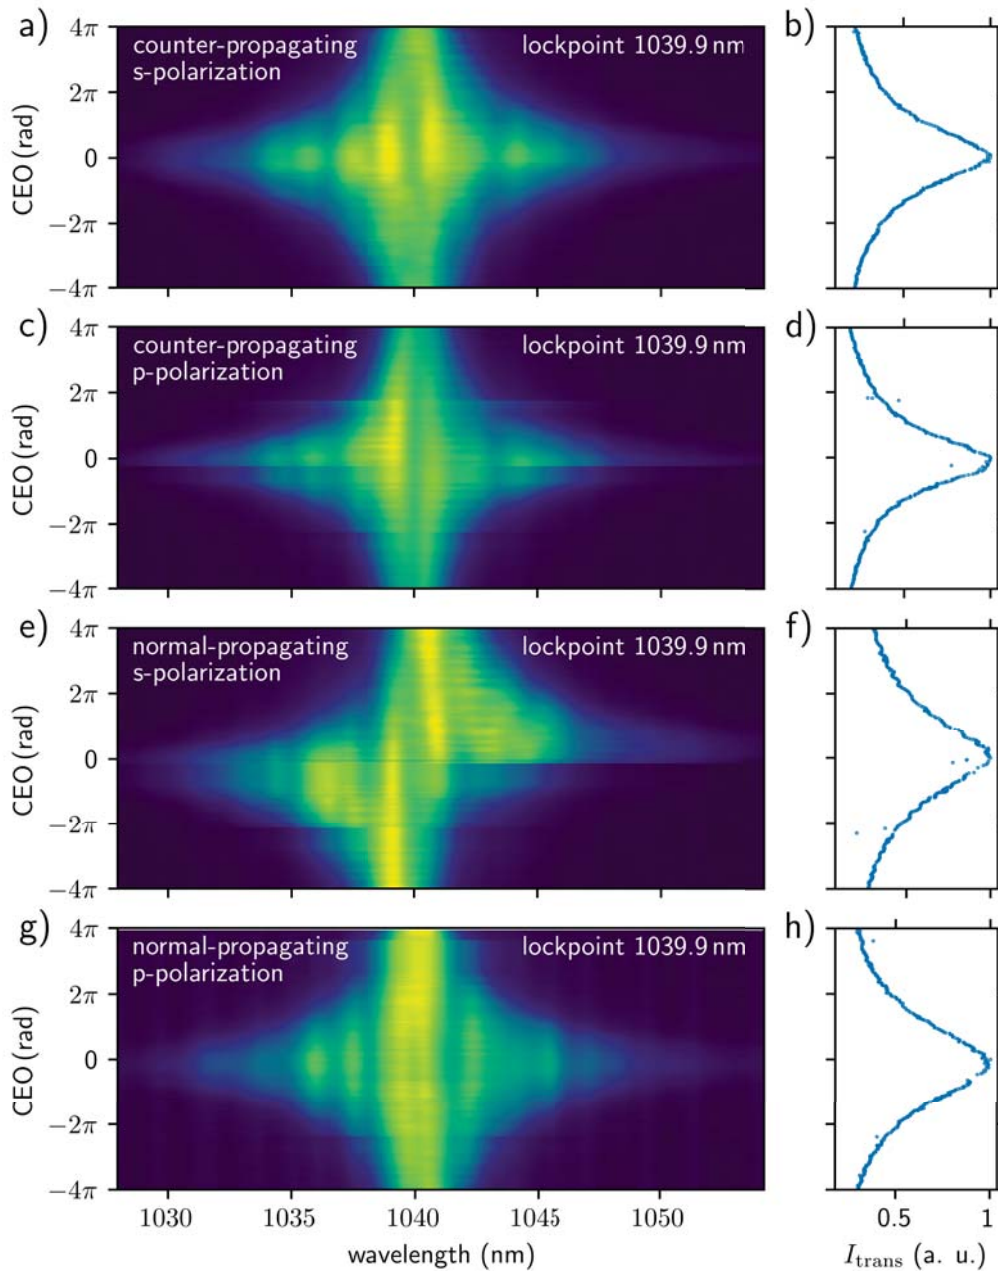 a)
counter-propagating
s-polarization
lockpoint 1039.9 nm
b)
4π
2π
0
−2π
−4π
CEO (rad)
c)
counter-propagating
p-polarization
lockpoint 1039.9 nm
d)
4π
2π
0
−2π
−4π
CEO (rad)
e)
normal-propagating
s-polarization
lockpoint 1039.9 nm
f)
4π
2π
0
−2π
−4π
CEO (rad)
g)
normal-propagating
p-polarization
lockpoint 1039.9 nm
h)
4π
2π
0
−2π
−4π
CEO (rad)
1030 1035 1040 1045 1050
wavelength (nm)
0.5 1
I_trans (a. u.)